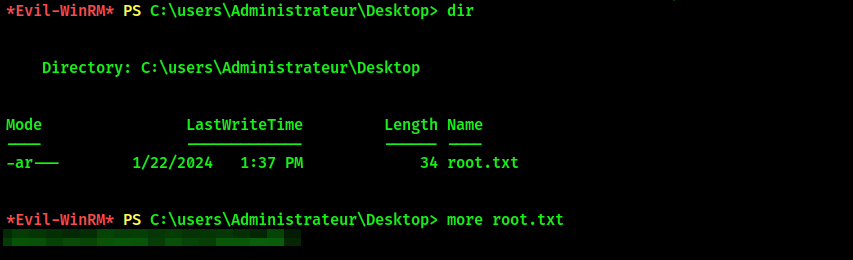 *Evil-WinRM* PS C:\users\Administrateur\Desktop> dir
Directory: C:\users\Administrateur\Desktop
Mode LastWriteTime Length Name
---- ------------- ------ ----
-ar--- 1/22/2024 1:37 PM 34 root.txt
*Evil-WinRM* PS C:\users\Administrateur\Desktop> more root.txt